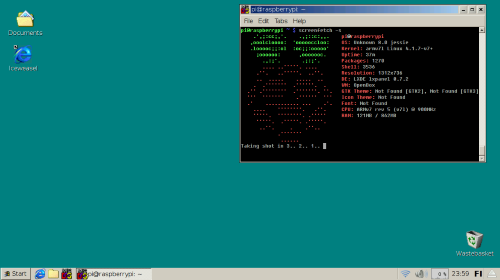 Documents
Iceweasel
pi@raspberrypi: ~
File Edit Tabs Help
pi@raspberrypi ~ $ screenfetch -s
pi@raspberrypi
OS: Unknown 8.0 jessie
Kernel: armv7l Linux 4.1.7-v7+
Uptime: 37m
Packages: 1270
Shell: 3536
Resolution: 1312x736
DE: LXDE lxpanel 0.7.2
WM: OpenBox
GTK Theme: Not Found [GTK2], Not Found [GTK3]
Icon Theme: Not Found
Font: Not Found
CPU: ARMv7 rev 5 (v7l) @ 900MHz
RAM: 121MB / 862MB
Taking shot in 3.. 2.. 1..
Wastebasket
Start
pi@raspberrypi: ~
0 %
FI
23:59